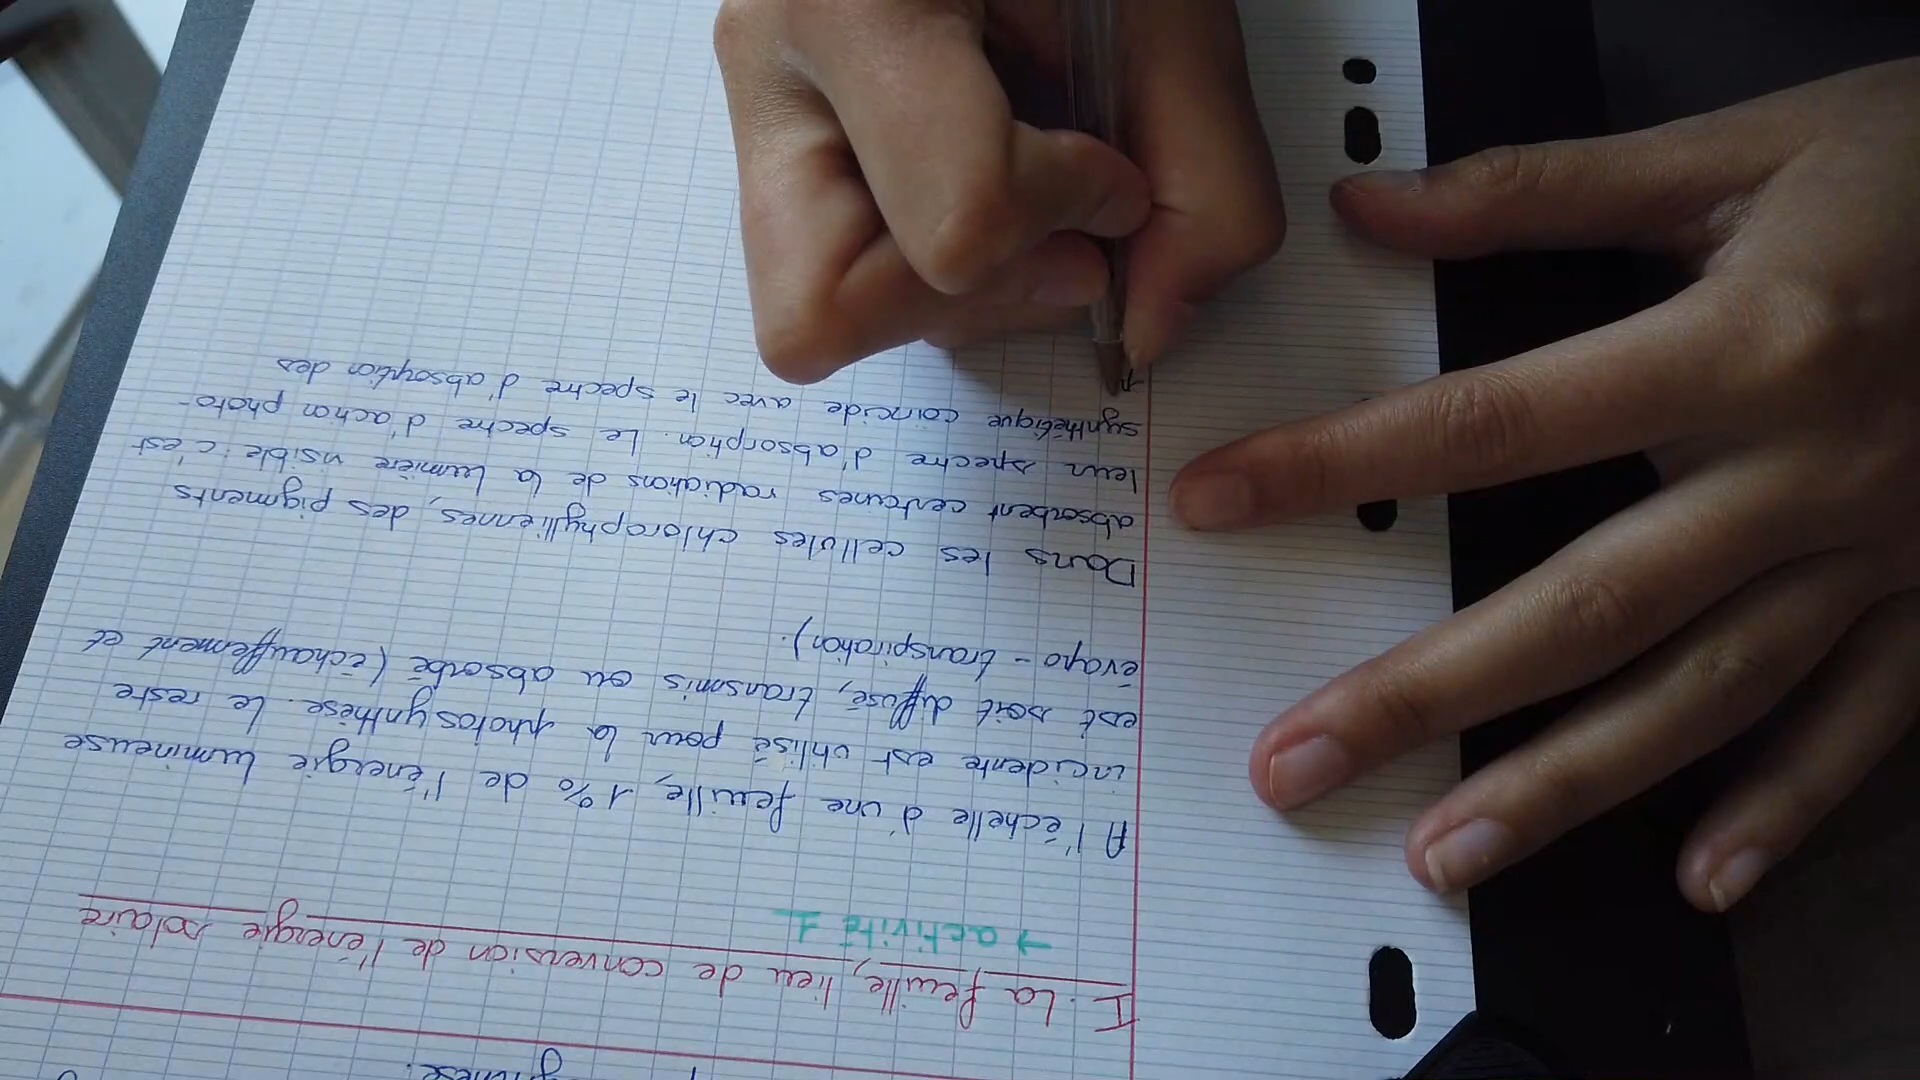 I. La feuille, lieu de conversion de l'énergie solaire
→ activité 1
A l'échelle d'une feuille, 1% de l'énergie lumineuse
incidente est utilisé pour la photosynthèse. Le reste
est soit diffusé, transmis ou absorbé (échauffement et
évapo-transpiration).
Dans les cellules chlorophylliennes, des pigments
absorbent certaines radiations de la lumière visible : c'est
leur spectre d'absorption. Le spectre d'action photo-
synthétique coïncide avec le spectre d'absorption des